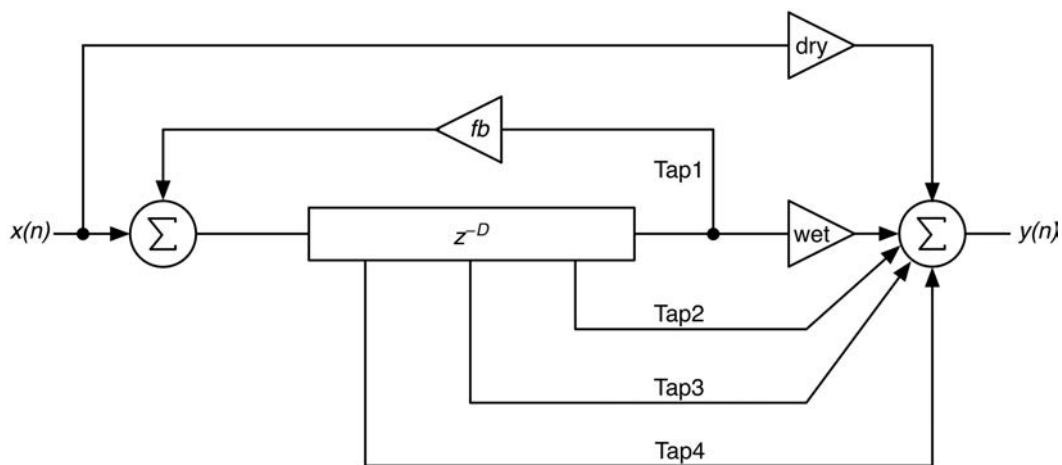 dry
fb
Tap1
x(n)
Σ
z⁻ᴰ
wet
Σ
y(n)
Tap2
Tap3
Tap4